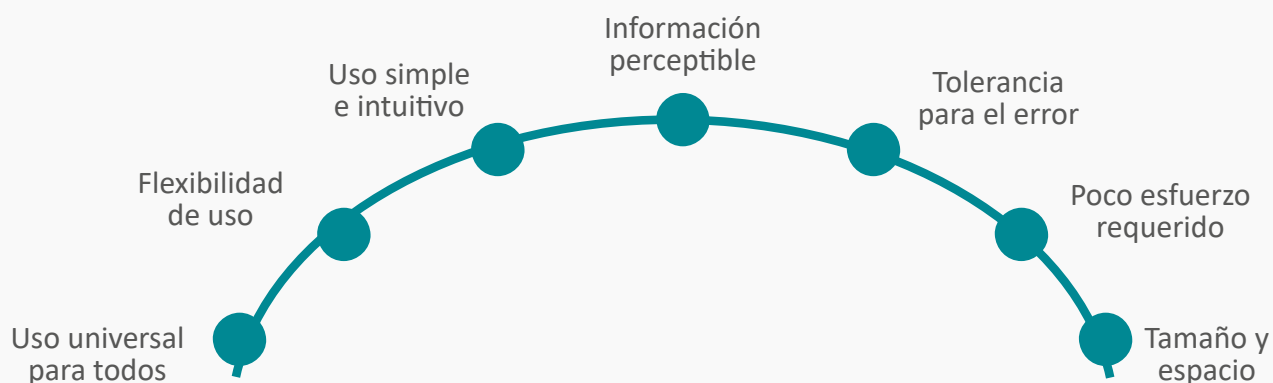 Uso universal
para todos
Flexibilidad
de uso
Uso simple
e intuitivo
Información
perceptible
Tolerancia
para el error
Poco esfuerzo
requerido
Tamaño y
espacio